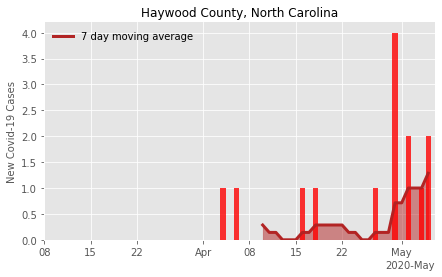 Haywood County, North Carolina
7 day moving average
New Covid-19 Cases
4.0
3.5
3.0
2.5
2.0
1.5
1.0
0.5
0.0
08 15 22 Apr 08 15 22 May
2020-May